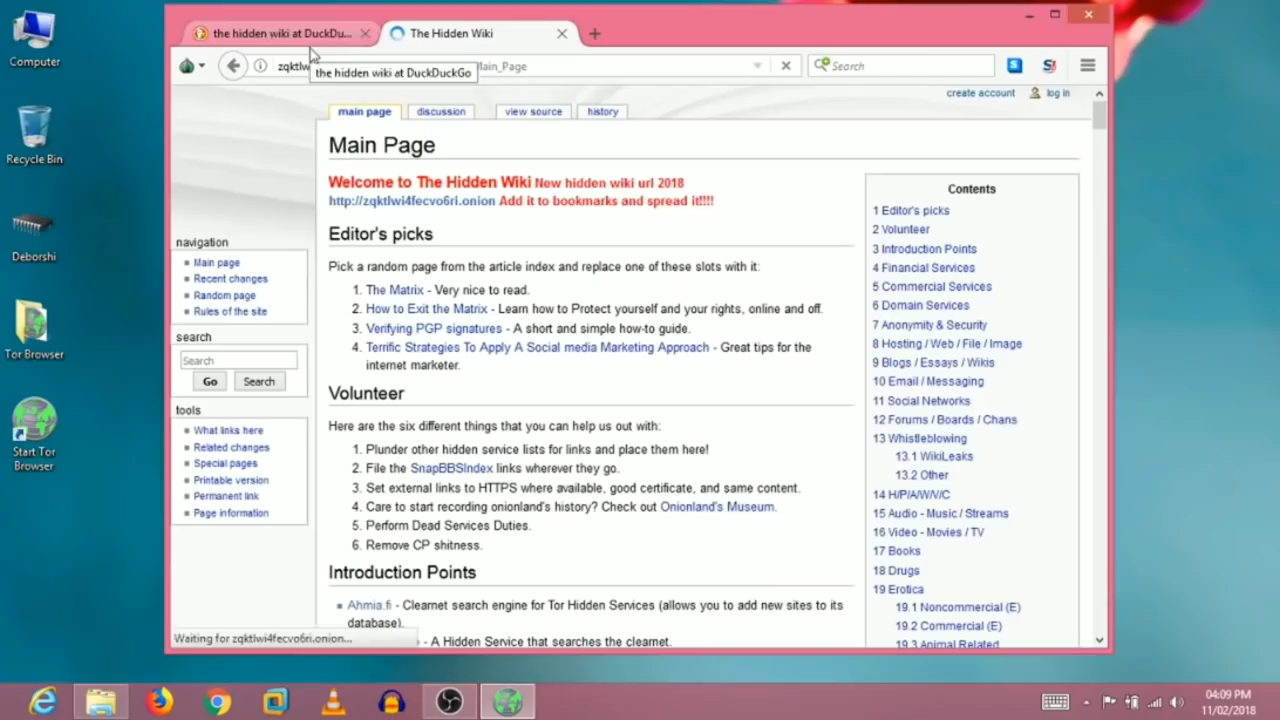 Computer
Recycle Bin
Deborshi
Tor Browser
Start Tor
Browser
the hidden wiki at DuckDu...
The Hidden Wiki
zqktlw
Main_Page
the hidden wiki at DuckDuckGo
Search
create account
log in
main page
discussion
view source
history
navigation
Main page
Recent changes
Random page
Rules of the site
search
Search
Go
Search
tools
What links here
Related changes
Special pages
Printable version
Permanent link
Page information
Main Page
Welcome to The Hidden Wiki New hidden wiki url 2018
http://zqktlwi4fecvo6ri.onion Add it to bookmarks and spread it!!!!
Editor's picks
Pick a random page from the article index and replace one of these slots with it:
1. The Matrix - Very nice to read.
2. How to Exit the Matrix - Learn how to Protect yourself and your rights, online and off.
3. Verifying PGP signatures - A short and simple how-to guide.
4. Terrific Strategies To Apply A Social media Marketing Approach - Great tips for the
internet marketer.
Volunteer
Here are the six different things that you can help us out with:
1. Plunder other hidden service lists for links and place them here!
2. File the SnapBBSIndex links wherever they go.
3. Set external links to HTTPS where available, good certificate, and same content.
4. Care to start recording onionland's history? Check out Onionland's Museum.
5. Perform Dead Services Duties.
6. Remove CP shitness.
Introduction Points
Ahmia.fi - Clearnet search engine for Tor Hidden Services (allows you to add new sites to its
database).
- A Hidden Service that searches the clearnet.
Contents
1 Editor's picks
2 Volunteer
3 Introduction Points
4 Financial Services
5 Commercial Services
6 Domain Services
7 Anonymity & Security
8 Hosting / Web / File / Image
9 Blogs / Essays / Wikis
10 Email / Messaging
11 Social Networks
12 Forums / Boards / Chans
13 Whistleblowing
13.1 WikiLeaks
13.2 Other
14 H/P/A/W/V/C
15 Audio - Music / Streams
16 Video - Movies / TV
17 Books
18 Drugs
19 Erotica
19.1 Noncommercial (E)
19.2 Commercial (E)
19.3 Animal Related
Waiting for zqktlwi4fecvo6ri.onion...
04:09 PM
11/02/2018